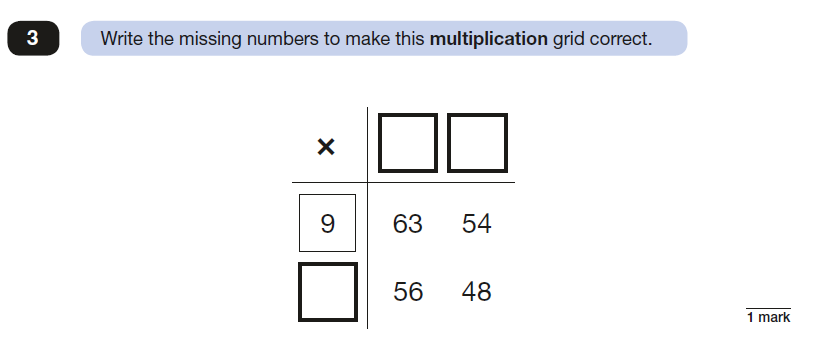 3 Write the missing numbers to make this multiplication grid correct.
×
9 63 54
56 48
1 mark